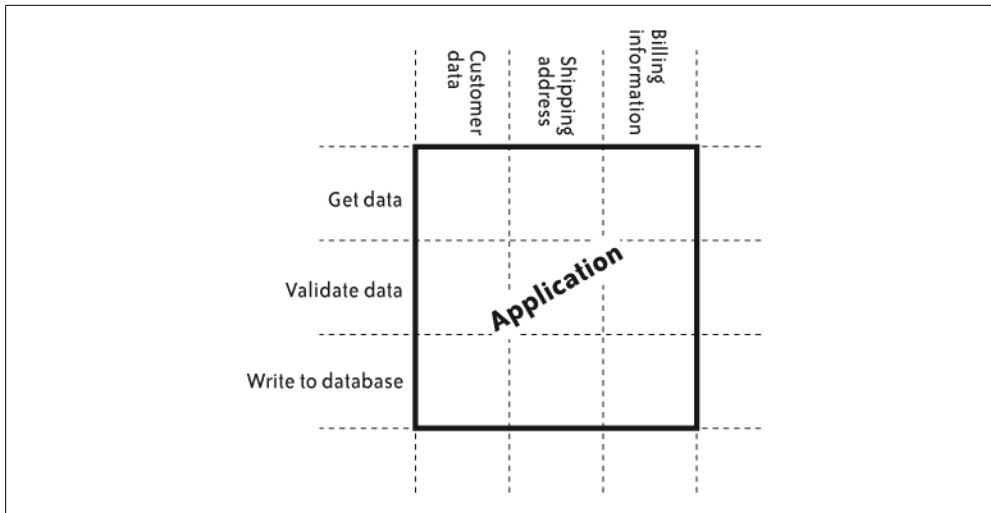 Customer
data
Shipping
address
Billing
information
Get data
Validate data
Application
Write to database